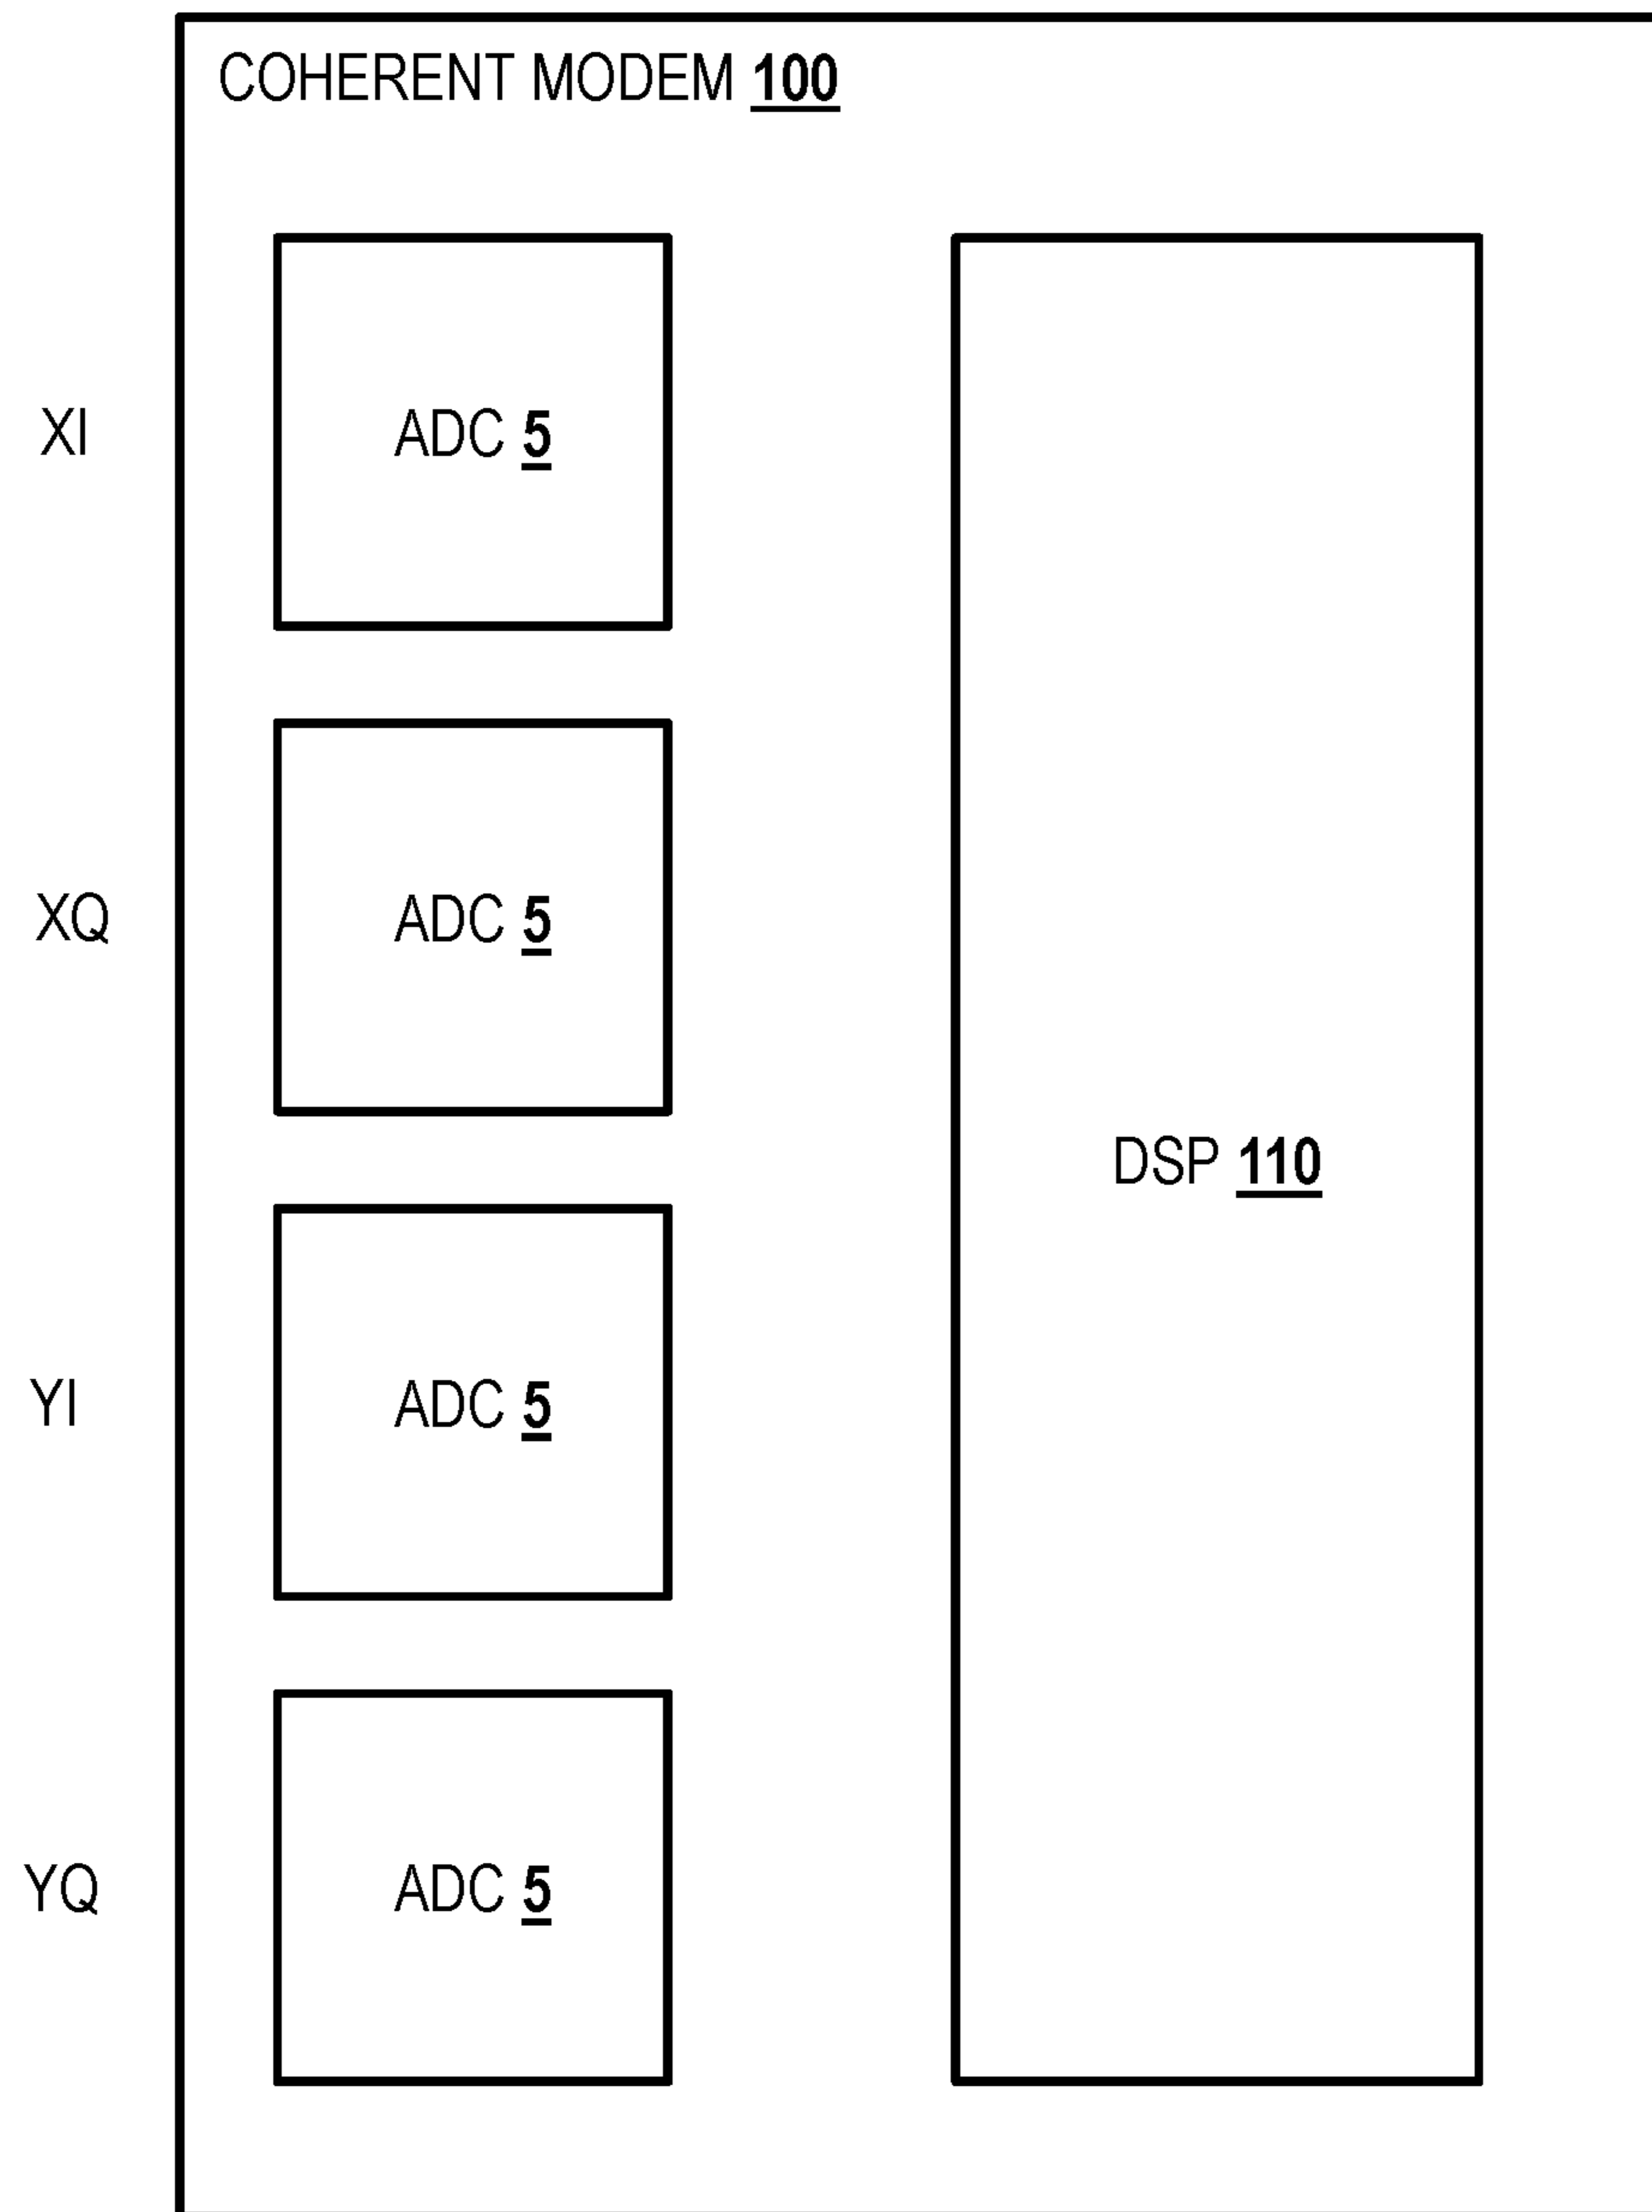 COHERENT MODEM 100
XI
ADC 5
XQ
ADC 5
DSP 110
YI
ADC 5
YQ
ADC 5